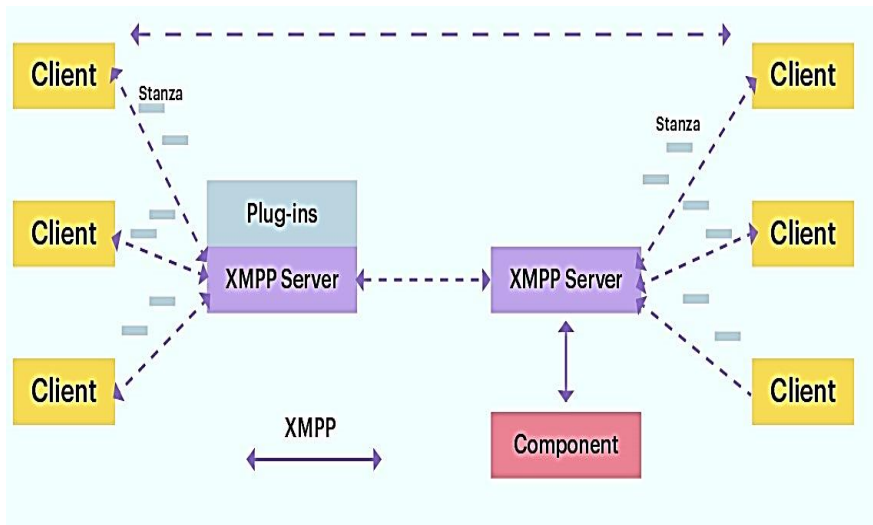 Client
Client
Stanza
Stanza
Plug-ins
Client
Client
XMPP Server
XMPP Server
Client
Client
XMPP
Component